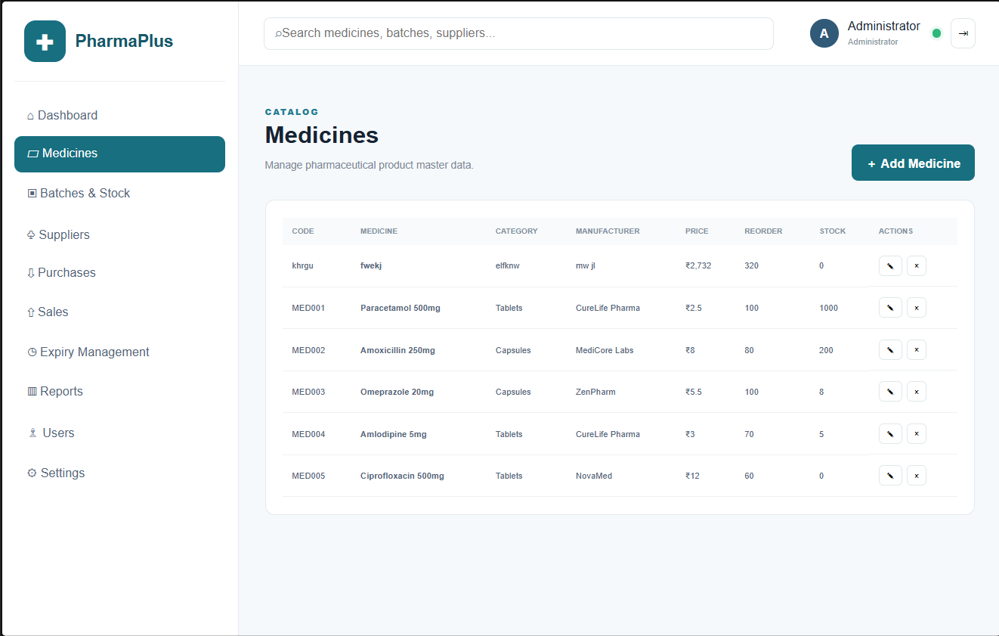 PharmaPlus
Search medicines, batches, suppliers...
A
Administrator
Administrator
Dashboard
Medicines
Batches & Stock
Suppliers
Purchases
Sales
Expiry Management
Reports
Users
Settings
CATALOG
Medicines
Manage pharmaceutical product master data.
+ Add Medicine
CODE MEDICINE CATEGORY MANUFACTURER PRICE REORDER STOCK ACTIONS
khrgu fwekj elfknw mw jl ₹2,732 320 0
MED001 Paracetamol 500mg Tablets CureLife Pharma ₹2.5 100 1000
MED002 Amoxicillin 250mg Capsules MediCore Labs ₹8 80 200
MED003 Omeprazole 20mg Capsules ZenPharm ₹5.5 100 8
MED004 Amlodipine 5mg Tablets CureLife Pharma ₹3 70 5
MED005 Ciprofloxacin 500mg Tablets NovaMed ₹12 60 0